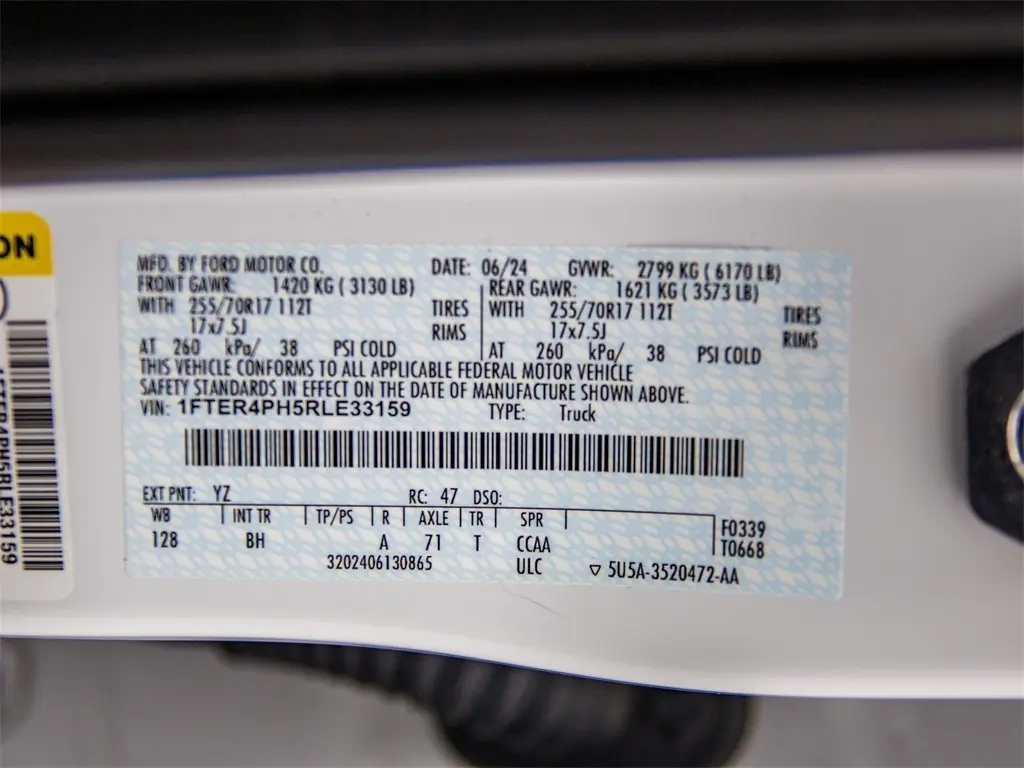 ON
1FTER4PH5RLE33159
MFD. BY FORD MOTOR CO. DATE: 06/24 GVWR: 2799 KG ( 6170 LB)
FRONT GAWR: 1420 KG ( 3130 LB) REAR GAWR: 1621 KG ( 3573 LB)
WITH 255/70R17 112T TIRES WITH 255/70R17 112T TIRES
17x7.5J RIMS 17x7.5J RIMS
AT 260 kPa/ 38 PSI COLD AT 260 kPa/ 38 PSI COLD
THIS VEHICLE CONFORMS TO ALL APPLICABLE FEDERAL MOTOR VEHICLE
SAFETY STANDARDS IN EFFECT ON THE DATE OF MANUFACTURE SHOWN ABOVE.
VIN: 1FTER4PH5RLE33159 TYPE: Truck
EXT PNT: YZ RC: 47 DSO:
WB INT TR TP/PS R AXLE TR SPR F0339
128 BH A 71 T CCAA T0668
3202406130865 ULC ▽ 5U5A-3520472-AA